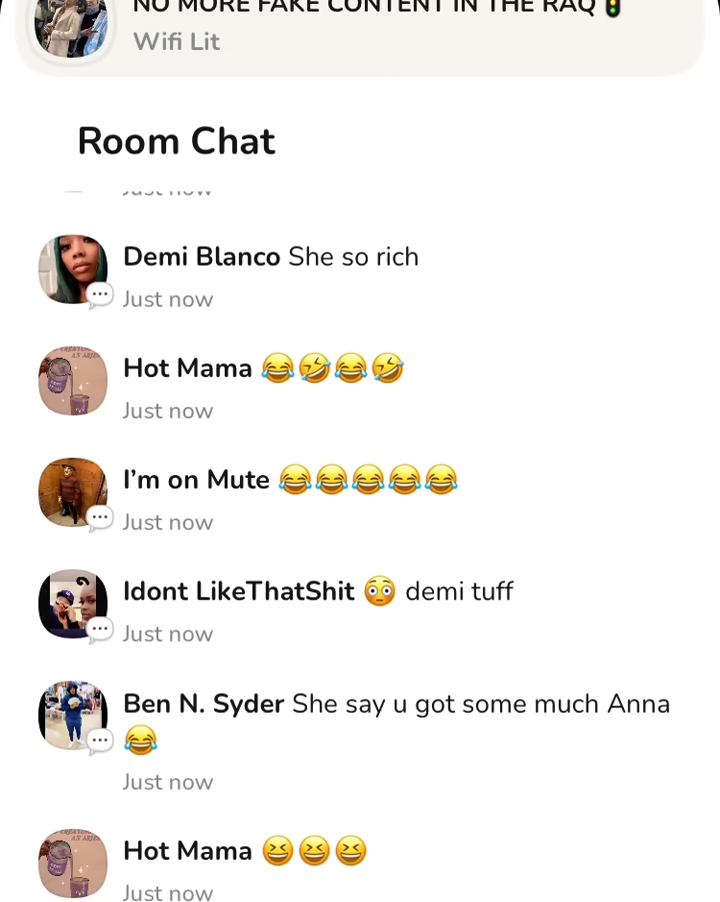 NO MORE FAKE CONTENT IN THE RAQ 🚦
Wifi Lit
Room Chat
Just now
Demi Blanco She so rich
Just now
Hot Mama 😂🤣😂🤣
Just now
I'm on Mute 😂😂😂😂😂
Just now
Idont LikeThatShit 😳 demi tuff
Just now
Ben N. Syder She say u got some much Anna
😂
Just now
Hot Mama 😆😆😆
Just now